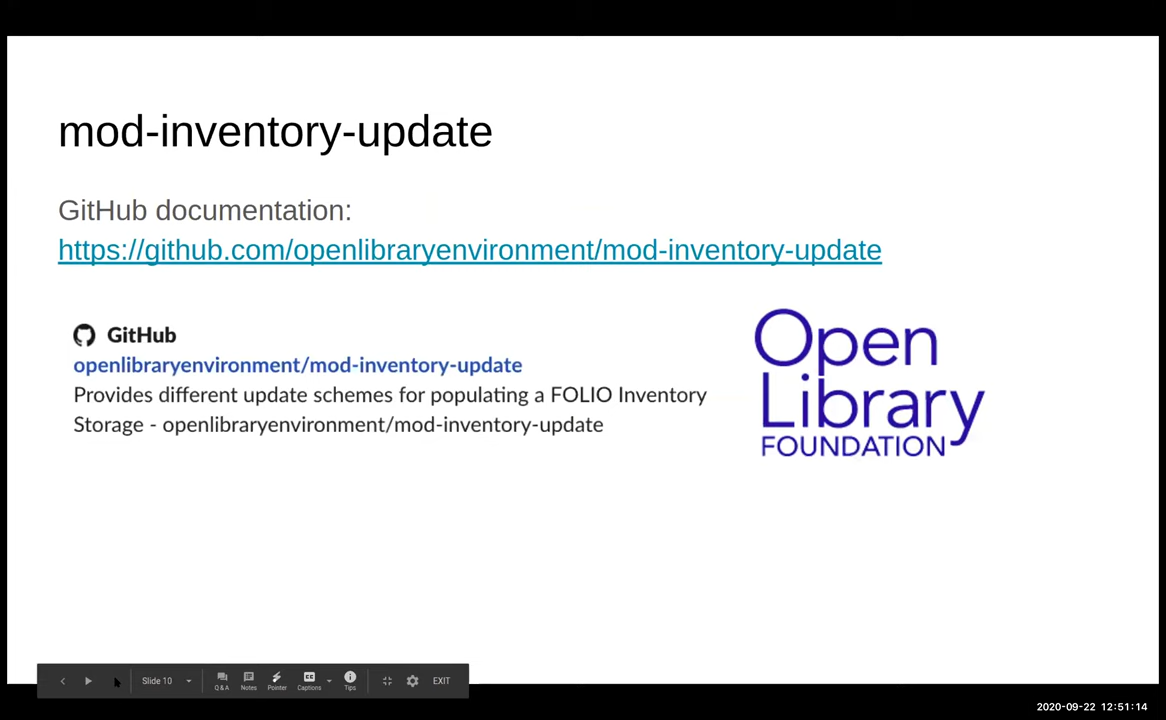 mod-inventory-update
GitHub documentation:
https://github.com/openlibraryenvironment/mod-inventory-update
GitHub
openlibraryenvironment/mod-inventory-update
Provides different update schemes for populating a FOLIO Inventory
Storage - openlibraryenvironment/mod-inventory-update
Open
Library
FOUNDATION
Slide 10
Q&A Notes Pointer Captions Tips EXIT
2020-09-22 12:51:14